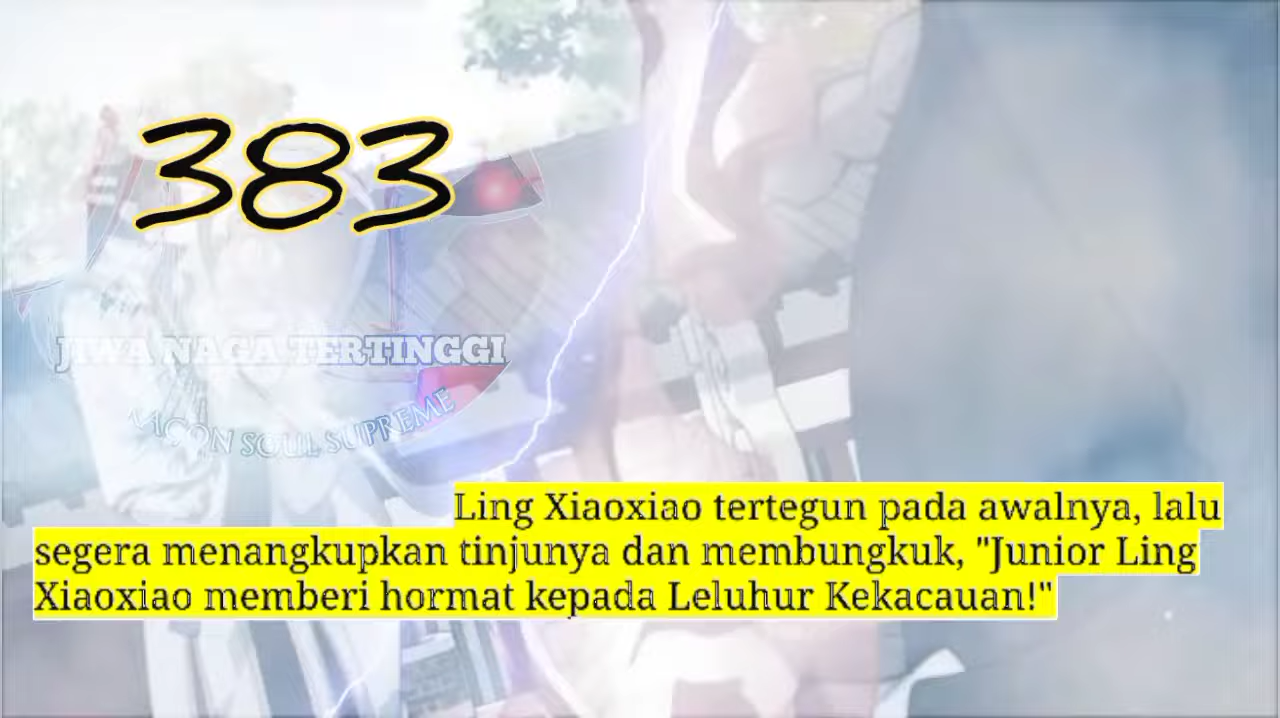 383
JIWA NAGA TERTINGGI
SOUL SUPREME
Ling Xiaoxiao tertegun pada awalnya, lalu
segera menangkupkan tinjunya dan membungkuk, "Junior Ling
Xiaoxiao memberi hormat kepada Leluhur Kekacauan!"